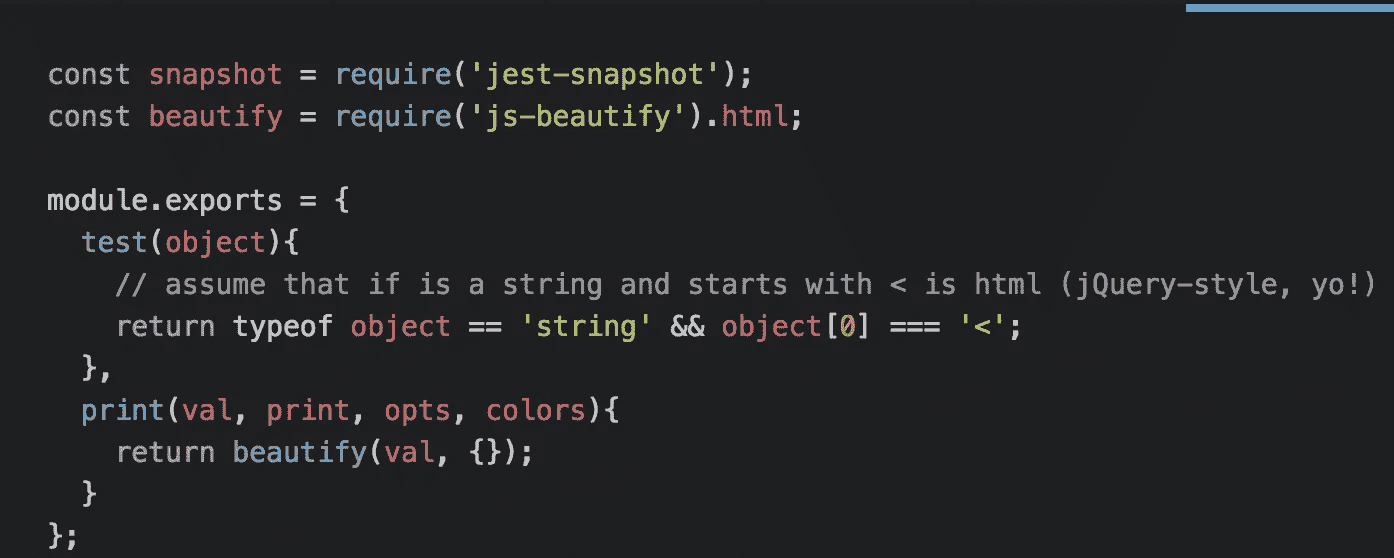 const snapshot = require('jest-snapshot');
const beautify = require('js-beautify').html;
module.exports = {
  test(object){
    // assume that if is a string and starts with < is html (jQuery-style, yo!)
    return typeof object == 'string' && object[0] === '<';
  },
  print(val, print, opts, colors){
    return beautify(val, {});
  }
};